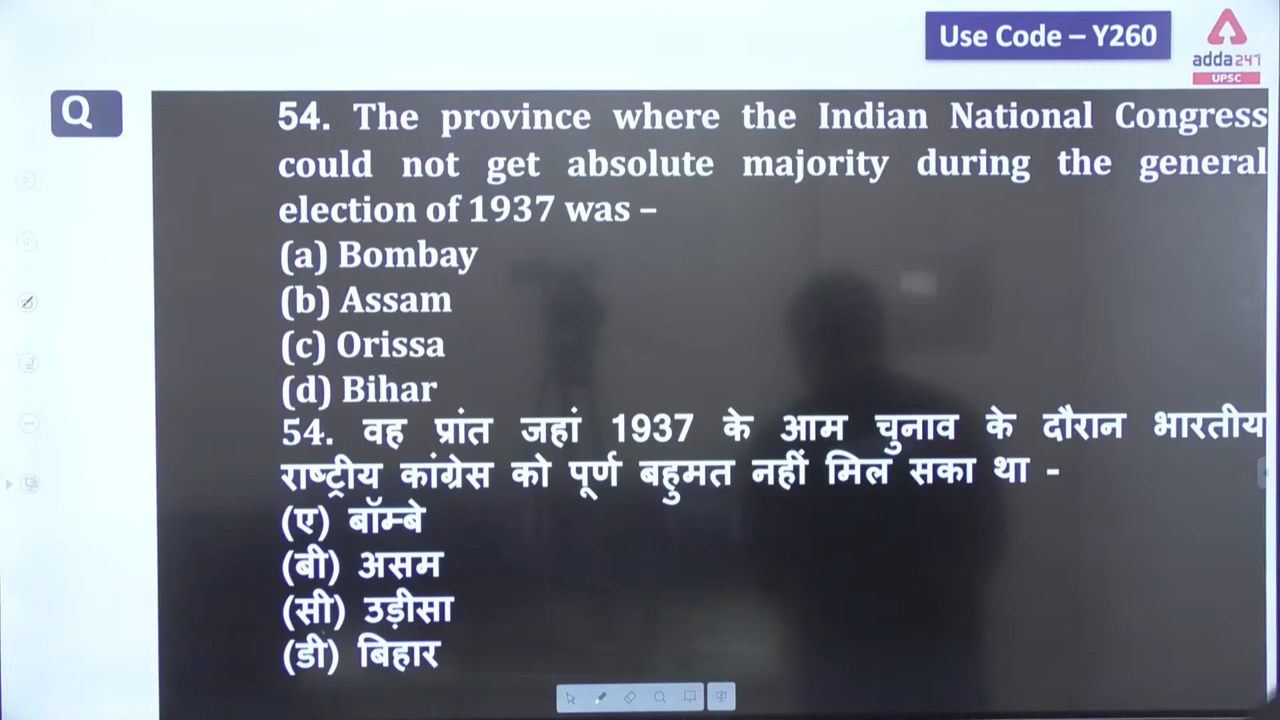 Use Code – Y260
adda247
UPSC
Q
54. The province where the Indian National Congress
could not get absolute majority during the general
election of 1937 was –
(a) Bombay
(b) Assam
(c) Orissa
(d) Bihar
54. वह प्रांत जहां 1937 के आम चुनाव के दौरान भारतीय
राष्ट्रीय कांग्रेस को पूर्ण बहुमत नहीं मिल सका था -
(ए) बॉम्बे
(बी) असम
(सी) उड़ीसा
(डी) बिहार